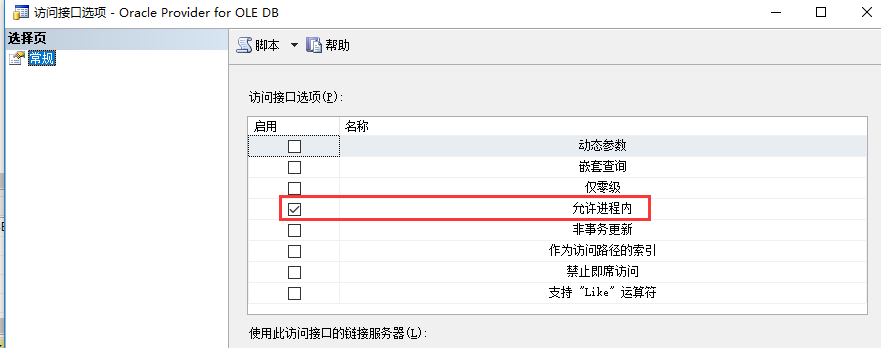 访问接口选项 - Oracle Provider for OLE DB
选择页
常规
脚本 帮助
访问接口选项(P):
启用 名称
动态参数
嵌套查询
仅零级
允许进程内
非事务更新
作为访问路径的索引
禁止即席访问
支持 "Like" 运算符
使用此访问接口的链接服务器(L):